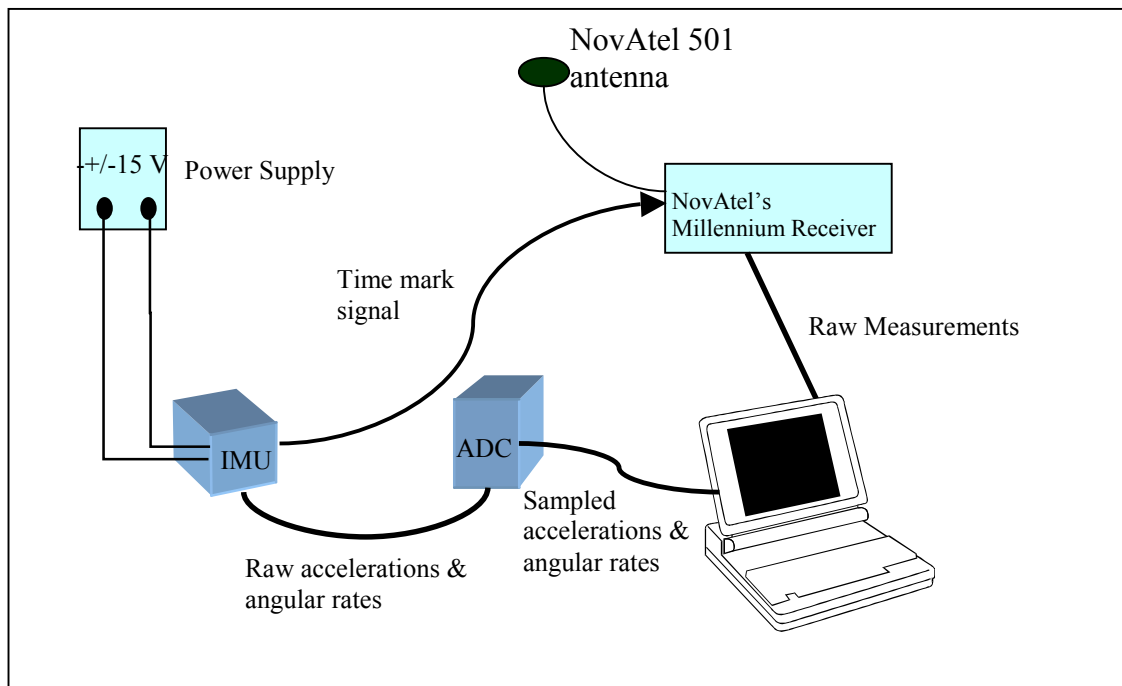 NovAtel 501
antenna
-+/-15 V
Power Supply
NovAtel’s
Millennium Receiver
Time mark
signal
Raw Measurements
IMU
ADC
Sampled
accelerations &
angular rates
Raw accelerations &
angular rates